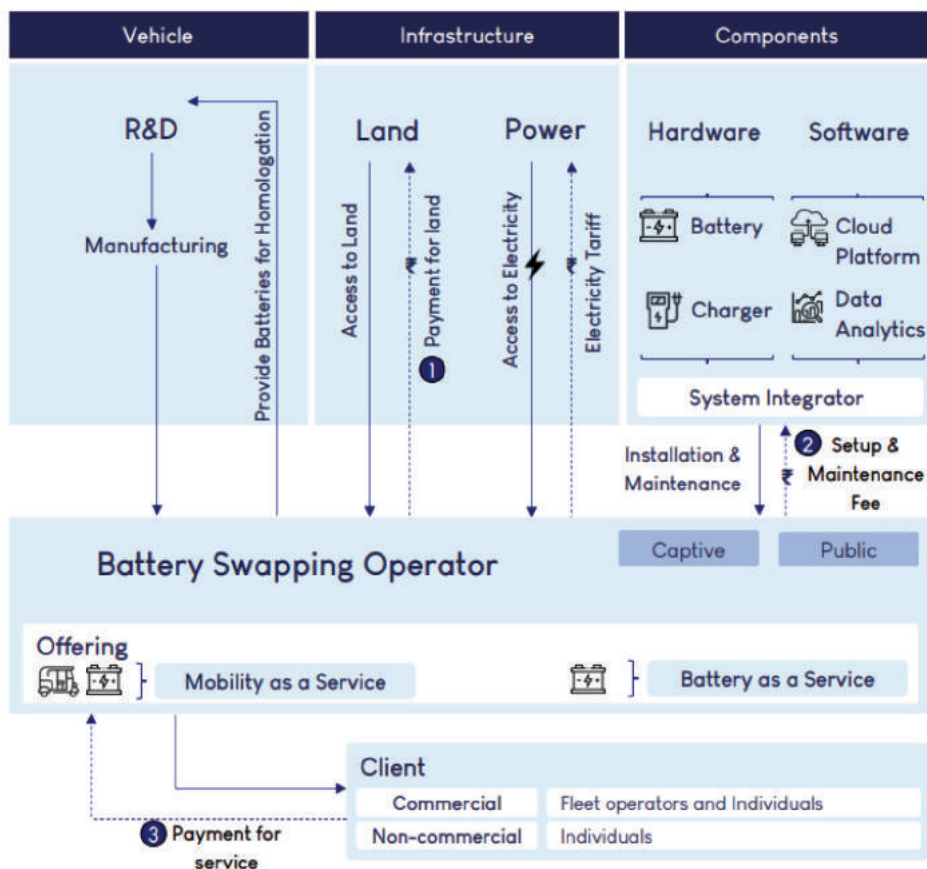 Vehicle
Infrastructure
Components
R&D
Manufacturing
Provide Batteries for Homologation
Land
Access to Land
₹
Payment for land
1
Power
Access to Electricity
₹
Electricity Tariff
Hardware
Software
Battery
Charger
Cloud
Platform
Data
Analytics
System Integrator
Installation &
Maintenance
2 Setup &
₹ Maintenance
Fee
Battery Swapping Operator
Captive
Public
Offering
Mobility as a Service
Battery as a Service
Client
Commercial
Fleet operators and Individuals
Non-commercial
Individuals
3 Payment for
service